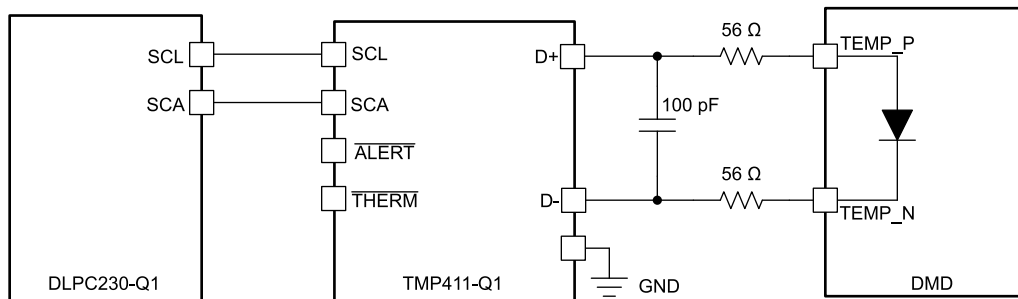 SCL
SCA
DLPC230-Q1
SCL
SCA
ALERT
THERM
D+
D-
TMP411-Q1
GND
56 Ω
100 pF
56 Ω
TEMP_P
TEMP_N
DMD